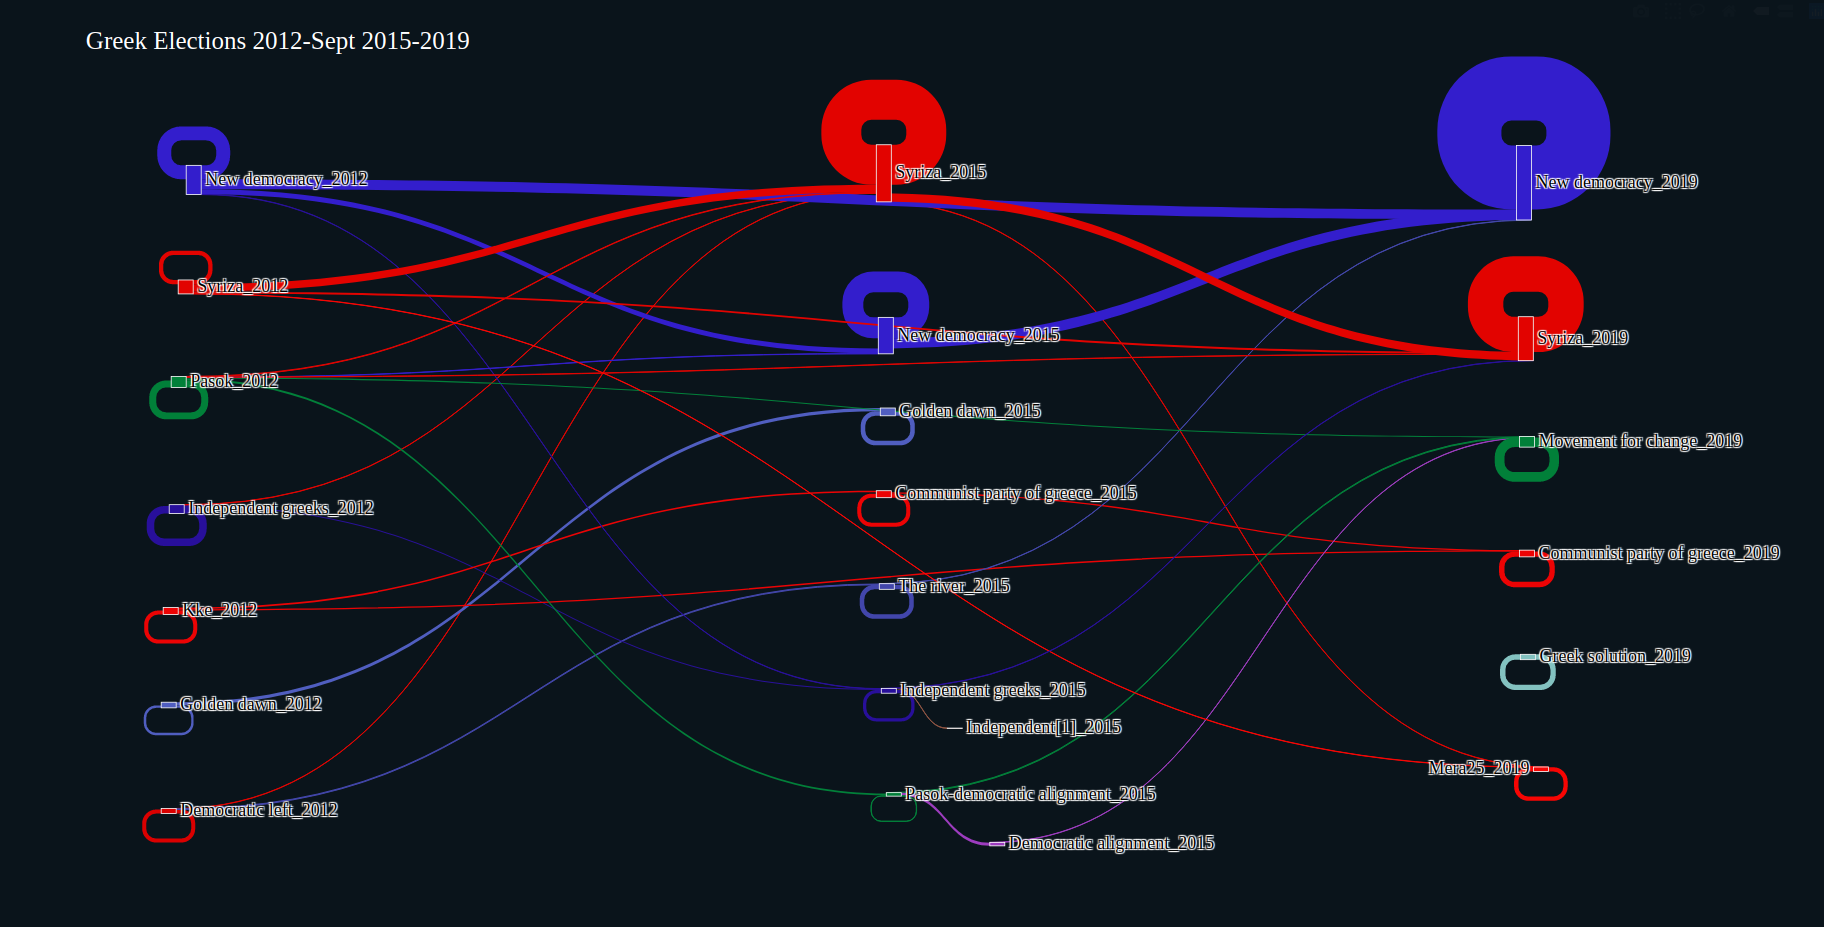 Greek Elections 2012-Sept 2015-2019
New democracy_2012
Syriza_2012
Pasok_2012
Independent greeks_2012
Kke_2012
Golden dawn_2012
Democratic left_2012
Syriza_2015
New democracy_2015
Golden dawn_2015
Communist party of greece_2015
The river_2015
Independent greeks_2015
Independent[1]_2015
Pasok-democratic alignment_2015
Democratic alignment_2015
New democracy_2019
Syriza_2019
Movement for change_2019
Communist party of greece_2019
Greek solution_2019
Mera25_2019